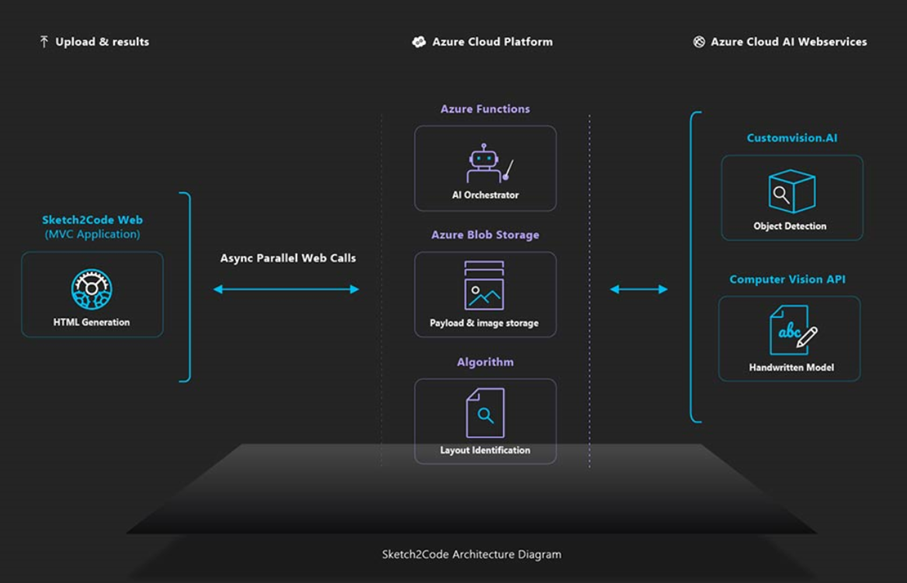 Upload & results
Azure Cloud Platform
Azure Cloud AI Webservices
Sketch2Code Web
(MVC Application)
HTML Generation
Async Parallel Web Calls
Azure Functions
AI Orchestrator
Azure Blob Storage
Payload & image storage
Algorithm
Layout Identification
Customvision.AI
Object Detection
Computer Vision API
abc
Handwritten Model
Sketch2Code Architecture Diagram